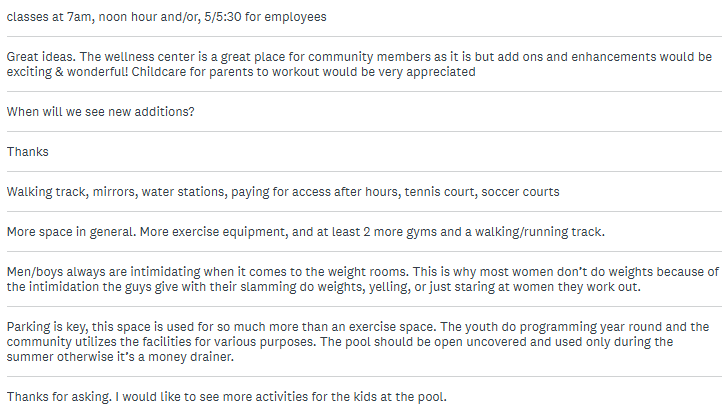 classes at 7am, noon hour and/or, 5/5:30 for employees
Great ideas. The wellness center is a great place for community members as it is but add ons and enhancements would be
exciting & wonderful! Childcare for parents to workout would be very appreciated
When will we see new additions?
Thanks
Walking track, mirrors, water stations, paying for access after hours, tennis court, soccer courts
More space in general. More exercise equipment, and at least 2 more gyms and a walking/running track.
Men/boys always are intimidating when it comes to the weight rooms. This is why most women don’t do weights because of
the intimidation the guys give with their slamming do weights, yelling, or just staring at women they work out.
Parking is key, this space is used for so much more than an exercise space. The youth do programming year round and the
community utilizes the facilities for various purposes. The pool should be open uncovered and used only during the
summer otherwise it’s a money drainer.
Thanks for asking. I would like to see more activities for the kids at the pool.